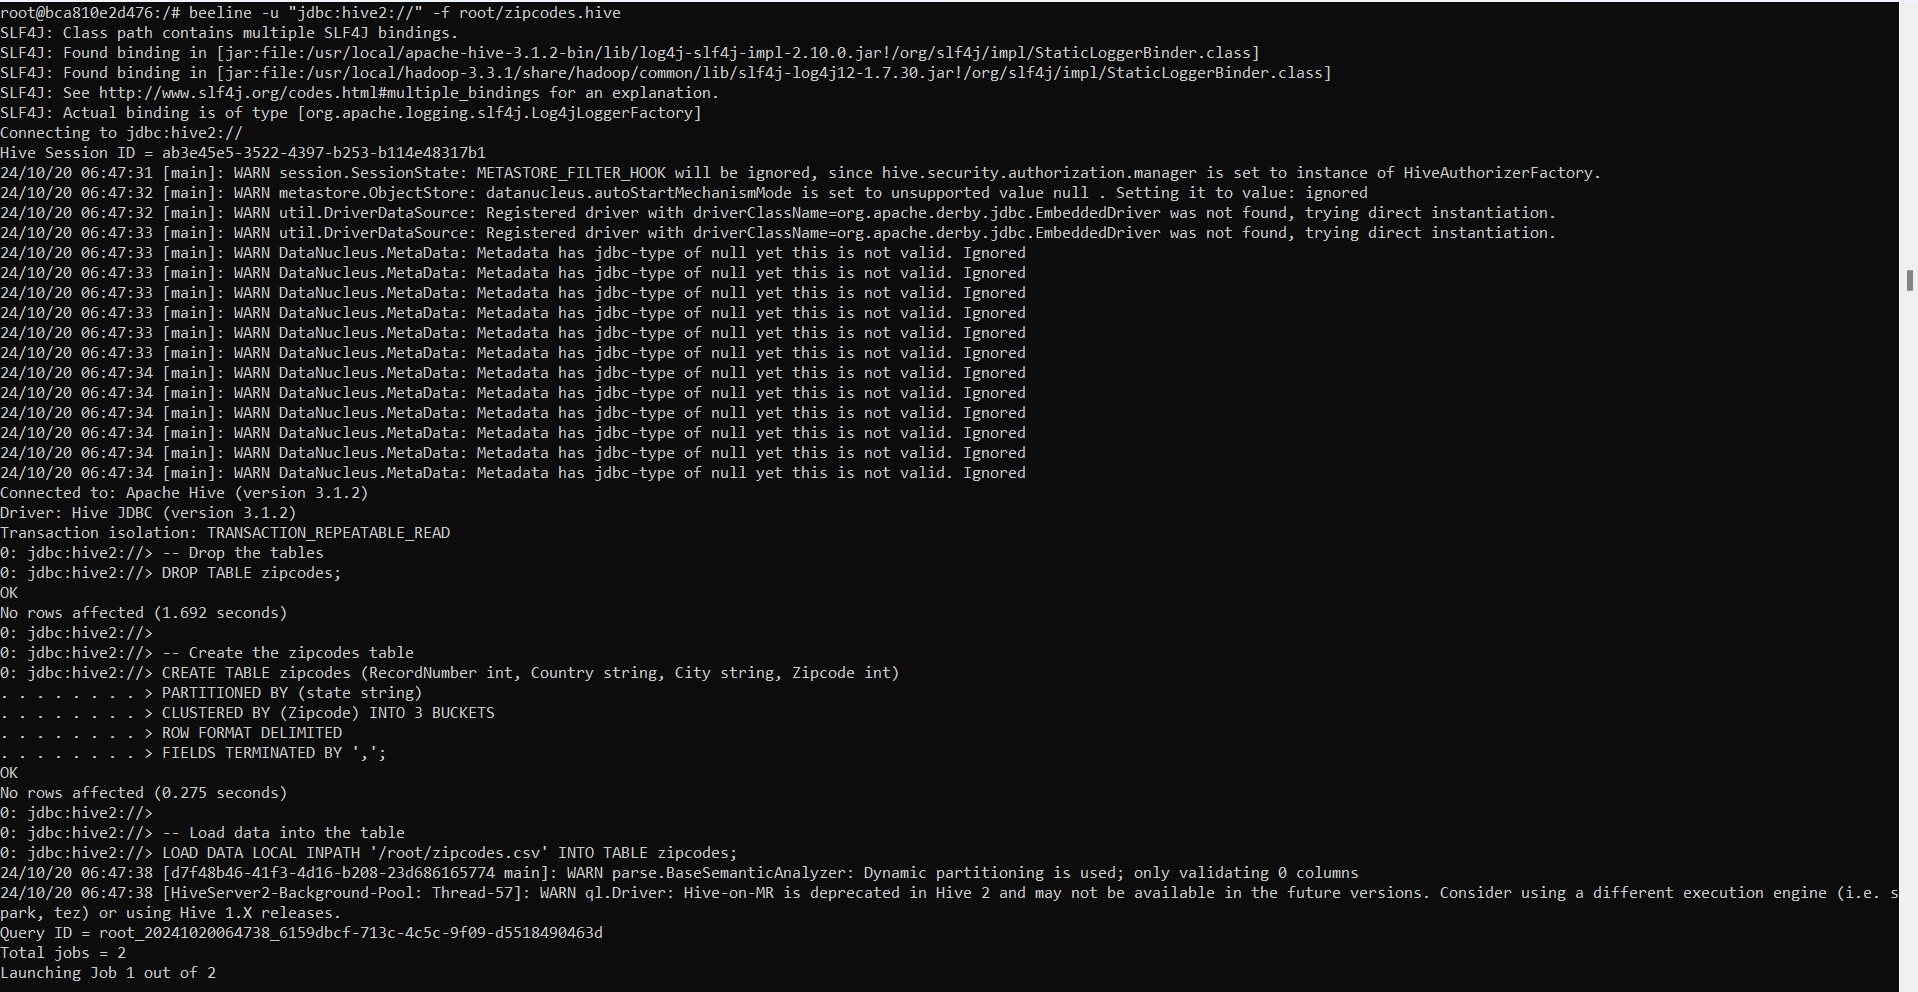 root@bca810e2d476:/# beeline -u "jdbc:hive2://" -f root/zipcodes.hive
SLF4J: Class path contains multiple SLF4J bindings.
SLF4J: Found binding in [jar:file:/usr/local/apache-hive-3.1.2-bin/lib/log4j-slf4j-impl-2.10.0.jar!/org/slf4j/impl/StaticLoggerBinder.class]
SLF4J: Found binding in [jar:file:/usr/local/hadoop-3.3.1/share/hadoop/common/lib/slf4j-log4j12-1.7.30.jar!/org/slf4j/impl/StaticLoggerBinder.class]
SLF4J: See http://www.slf4j.org/codes.html#multiple_bindings for an explanation.
SLF4J: Actual binding is of type [org.apache.logging.slf4j.Log4jLoggerFactory]
Connecting to jdbc:hive2://
Hive Session ID = ab3e45e5-3522-4397-b253-b114e48317b1
24/10/20 06:47:31 [main]: WARN session.SessionState: METASTORE_FILTER_HOOK will be ignored, since hive.security.authorization.manager is set to instance of HiveAuthorizerFactory.
24/10/20 06:47:32 [main]: WARN metastore.ObjectStore: datanucleus.autoStartMechanismMode is set to unsupported value null . Setting it to value: ignored
24/10/20 06:47:32 [main]: WARN util.DriverDataSource: Registered driver with driverClassName=org.apache.derby.jdbc.EmbeddedDriver was not found, trying direct instantiation.
24/10/20 06:47:33 [main]: WARN util.DriverDataSource: Registered driver with driverClassName=org.apache.derby.jdbc.EmbeddedDriver was not found, trying direct instantiation.
24/10/20 06:47:33 [main]: WARN DataNucleus.MetaData: Metadata has jdbc-type of null yet this is not valid. Ignored
24/10/20 06:47:33 [main]: WARN DataNucleus.MetaData: Metadata has jdbc-type of null yet this is not valid. Ignored
24/10/20 06:47:33 [main]: WARN DataNucleus.MetaData: Metadata has jdbc-type of null yet this is not valid. Ignored
24/10/20 06:47:33 [main]: WARN DataNucleus.MetaData: Metadata has jdbc-type of null yet this is not valid. Ignored
24/10/20 06:47:33 [main]: WARN DataNucleus.MetaData: Metadata has jdbc-type of null yet this is not valid. Ignored
24/10/20 06:47:33 [main]: WARN DataNucleus.MetaData: Metadata has jdbc-type of null yet this is not valid. Ignored
24/10/20 06:47:34 [main]: WARN DataNucleus.MetaData: Metadata has jdbc-type of null yet this is not valid. Ignored
24/10/20 06:47:34 [main]: WARN DataNucleus.MetaData: Metadata has jdbc-type of null yet this is not valid. Ignored
24/10/20 06:47:34 [main]: WARN DataNucleus.MetaData: Metadata has jdbc-type of null yet this is not valid. Ignored
24/10/20 06:47:34 [main]: WARN DataNucleus.MetaData: Metadata has jdbc-type of null yet this is not valid. Ignored
24/10/20 06:47:34 [main]: WARN DataNucleus.MetaData: Metadata has jdbc-type of null yet this is not valid. Ignored
24/10/20 06:47:34 [main]: WARN DataNucleus.MetaData: Metadata has jdbc-type of null yet this is not valid. Ignored
Connected to: Apache Hive (version 3.1.2)
Driver: Hive JDBC (version 3.1.2)
Transaction isolation: TRANSACTION_REPEATABLE_READ
0: jdbc:hive2://> -- Drop the tables
0: jdbc:hive2://> DROP TABLE zipcodes;
OK
No rows affected (1.692 seconds)
0: jdbc:hive2://>
0: jdbc:hive2://> -- Create the zipcodes table
0: jdbc:hive2://> CREATE TABLE zipcodes (RecordNumber int, Country string, City string, Zipcode int)
. . . . . . . . > PARTITIONED BY (state string)
. . . . . . . . > CLUSTERED BY (Zipcode) INTO 3 BUCKETS
. . . . . . . . > ROW FORMAT DELIMITED
. . . . . . . . > FIELDS TERMINATED BY ',';
OK
No rows affected (0.275 seconds)
0: jdbc:hive2://>
0: jdbc:hive2://> -- Load data into the table
0: jdbc:hive2://> LOAD DATA LOCAL INPATH '/root/zipcodes.csv' INTO TABLE zipcodes;
24/10/20 06:47:38 [d7f48b46-41f3-4d16-b208-23d686165774 main]: WARN parse.BaseSemanticAnalyzer: Dynamic partitioning is used; only validating 0 columns
24/10/20 06:47:38 [HiveServer2-Background-Pool: Thread-57]: WARN ql.Driver: Hive-on-MR is deprecated in Hive 2 and may not be available in the future versions. Consider using a different execution engine (i.e. s
park, tez) or using Hive 1.X releases.
Query ID = root_20241020064738_6159dbcf-713c-4c5c-9f09-d5518490463d
Total jobs = 2
Launching Job 1 out of 2